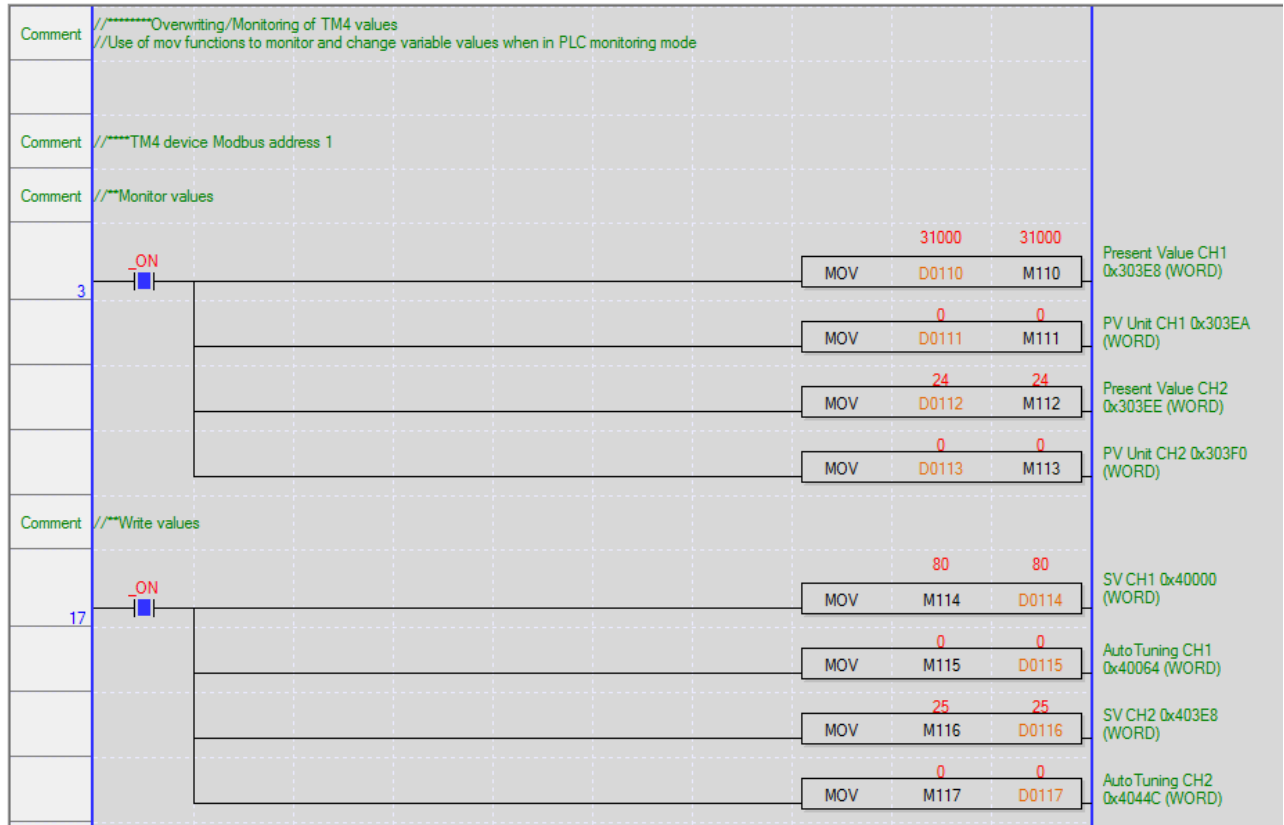 Comment
//********Overwriting/Monitoring of TM4 values
//Use of mov functions to monitor and change variable values when in PLC monitoring mode
Comment
//****TM4 device Modbus address 1
Comment
//**Monitor values
31000 31000
_ON
MOV D0110 M110
Present Value CH1
0x303E8 (WORD)
3
0 0
MOV D0111 M111
PV Unit CH1 0x303EA
(WORD)
24 24
MOV D0112 M112
Present Value CH2
0x303EE (WORD)
0 0
MOV D0113 M113
PV Unit CH2 0x303F0
(WORD)
Comment
//**Write values
80 80
_ON
MOV M114 D0114
SV CH1 0x40000
(WORD)
17
0 0
MOV M115 D0115
AutoTuning CH1
0x40064 (WORD)
25 25
MOV M116 D0116
SV CH2 0x403E8
(WORD)
0 0
MOV M117 D0117
AutoTuning CH2
0x4044C (WORD)